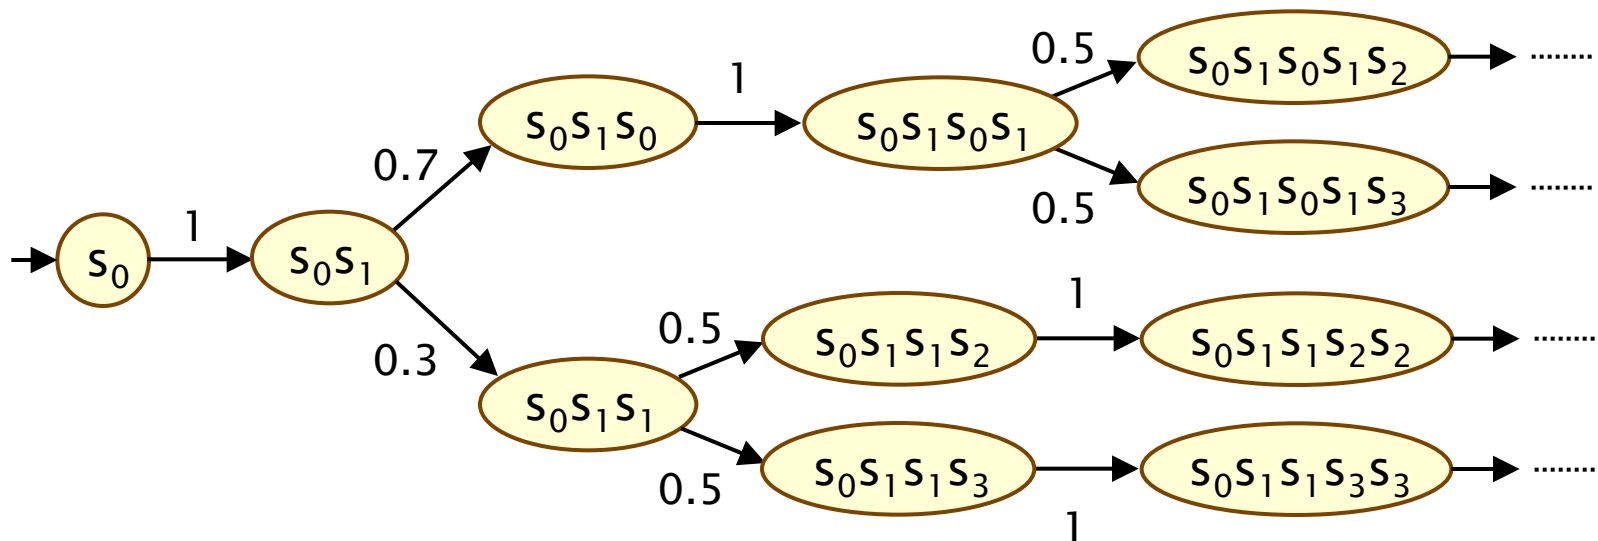 0.5
s₀s₁s₀s₁s₂
........
1
s₀s₁s₀
s₀s₁s₀s₁
0.7
0.5
s₀s₁s₀s₁s₃
........
s₀
1
s₀s₁
0.3
0.5
s₀s₁s₁s₂
1
s₀s₁s₁s₂s₂
........
s₀s₁s₁
0.5
s₀s₁s₁s₃
1
s₀s₁s₁s₃s₃
........